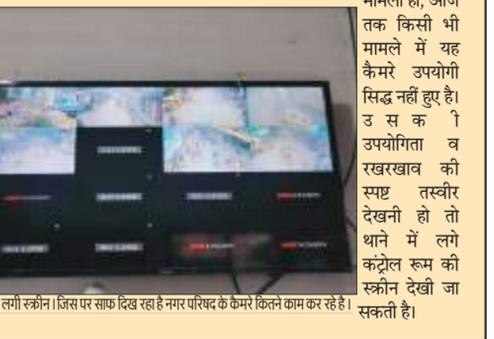 मामला हो, आज
तक किसी भी
मामले में यह
कैमरे उपयोगी
सिद्ध नहीं हुए है।
उ स क ी
उपयोगिता व
रखरखाव की
स्पष्ट तस्वीर
देखनी हो तो
थाने में लगे
कंट्रोल रूम की
स्क्रीन देखी जा
सकती है।
लगी स्क्रीन। जिस पर साफ दिख रहा है नगर परिषद के कैमरे कितने काम कर रहे है।